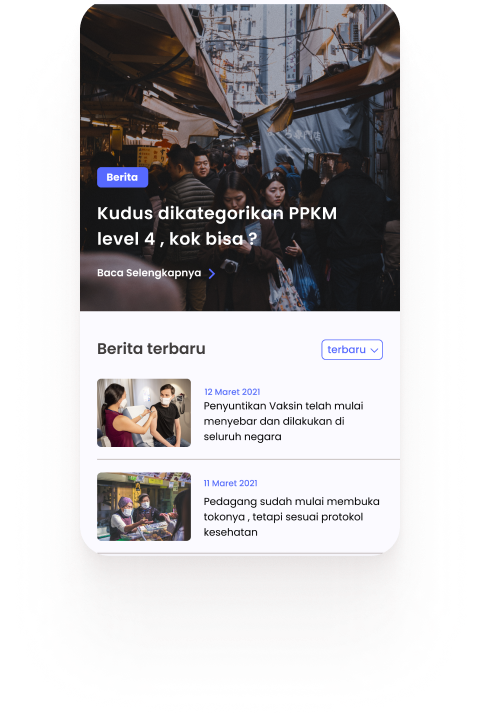 Berita
Kudus dikategorikan PPKM
level 4 , kok bisa ?
Baca Selengkapnya
Berita terbaru
terbaru
12 Maret 2021
Penyuntikan Vaksin telah mulai
menyebar dan dilakukan di
seluruh negara
11 Maret 2021
Pedagang sudah mulai membuka
tokonya , tetapi sesuai protokol
kesehatan